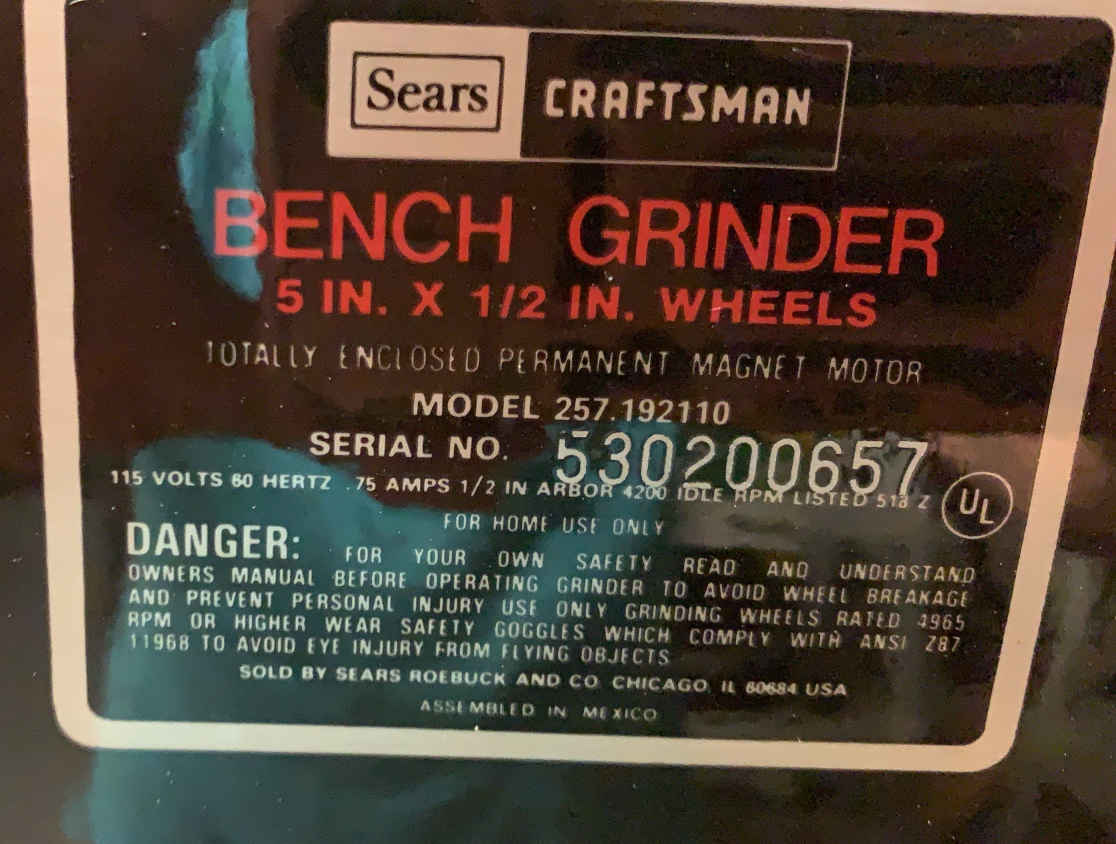 Sears CRAFTSMAN
BENCH GRINDER
5 IN. X 1/2 IN. WHEELS
TOTALLY ENCLOSED PERMANENT MAGNET MOTOR
MODEL 257.192110
SERIAL NO. 530200657
115 VOLTS 60 HERTZ .75 AMPS 1/2 IN ARBOR 4200 IDLE RPM LISTED 513 Z UL
FOR HOME USE ONLY
DANGER: FOR YOUR OWN SAFETY READ AND UNDERSTAND
OWNERS MANUAL BEFORE OPERATING GRINDER TO AVOID WHEEL BREAKAGE
AND PREVENT PERSONAL INJURY USE ONLY GRINDING WHEELS RATED 4965
RPM OR HIGHER WEAR SAFETY GOGGLES WHICH COMPLY WITH ANSI Z87
11968 TO AVOID EYE INJURY FROM FLYING OBJECTS
SOLD BY SEARS ROEBUCK AND CO. CHICAGO, IL 60684 USA
ASSEMBLED IN MEXICO